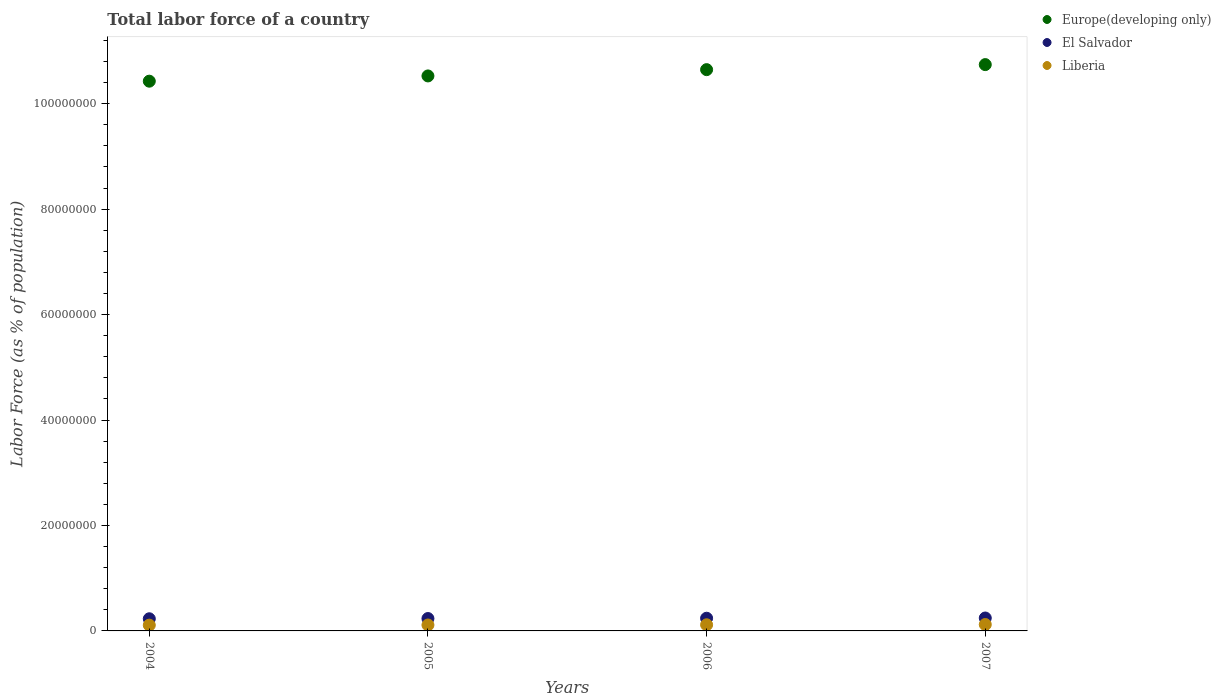 Total labor force of a country
Europe(developing only)
El Salvador
Liberia
Labor Force (as % of population)
100000000
80000000
60000000
40000000
20000000
0
2004
2005
2006
2007
Years